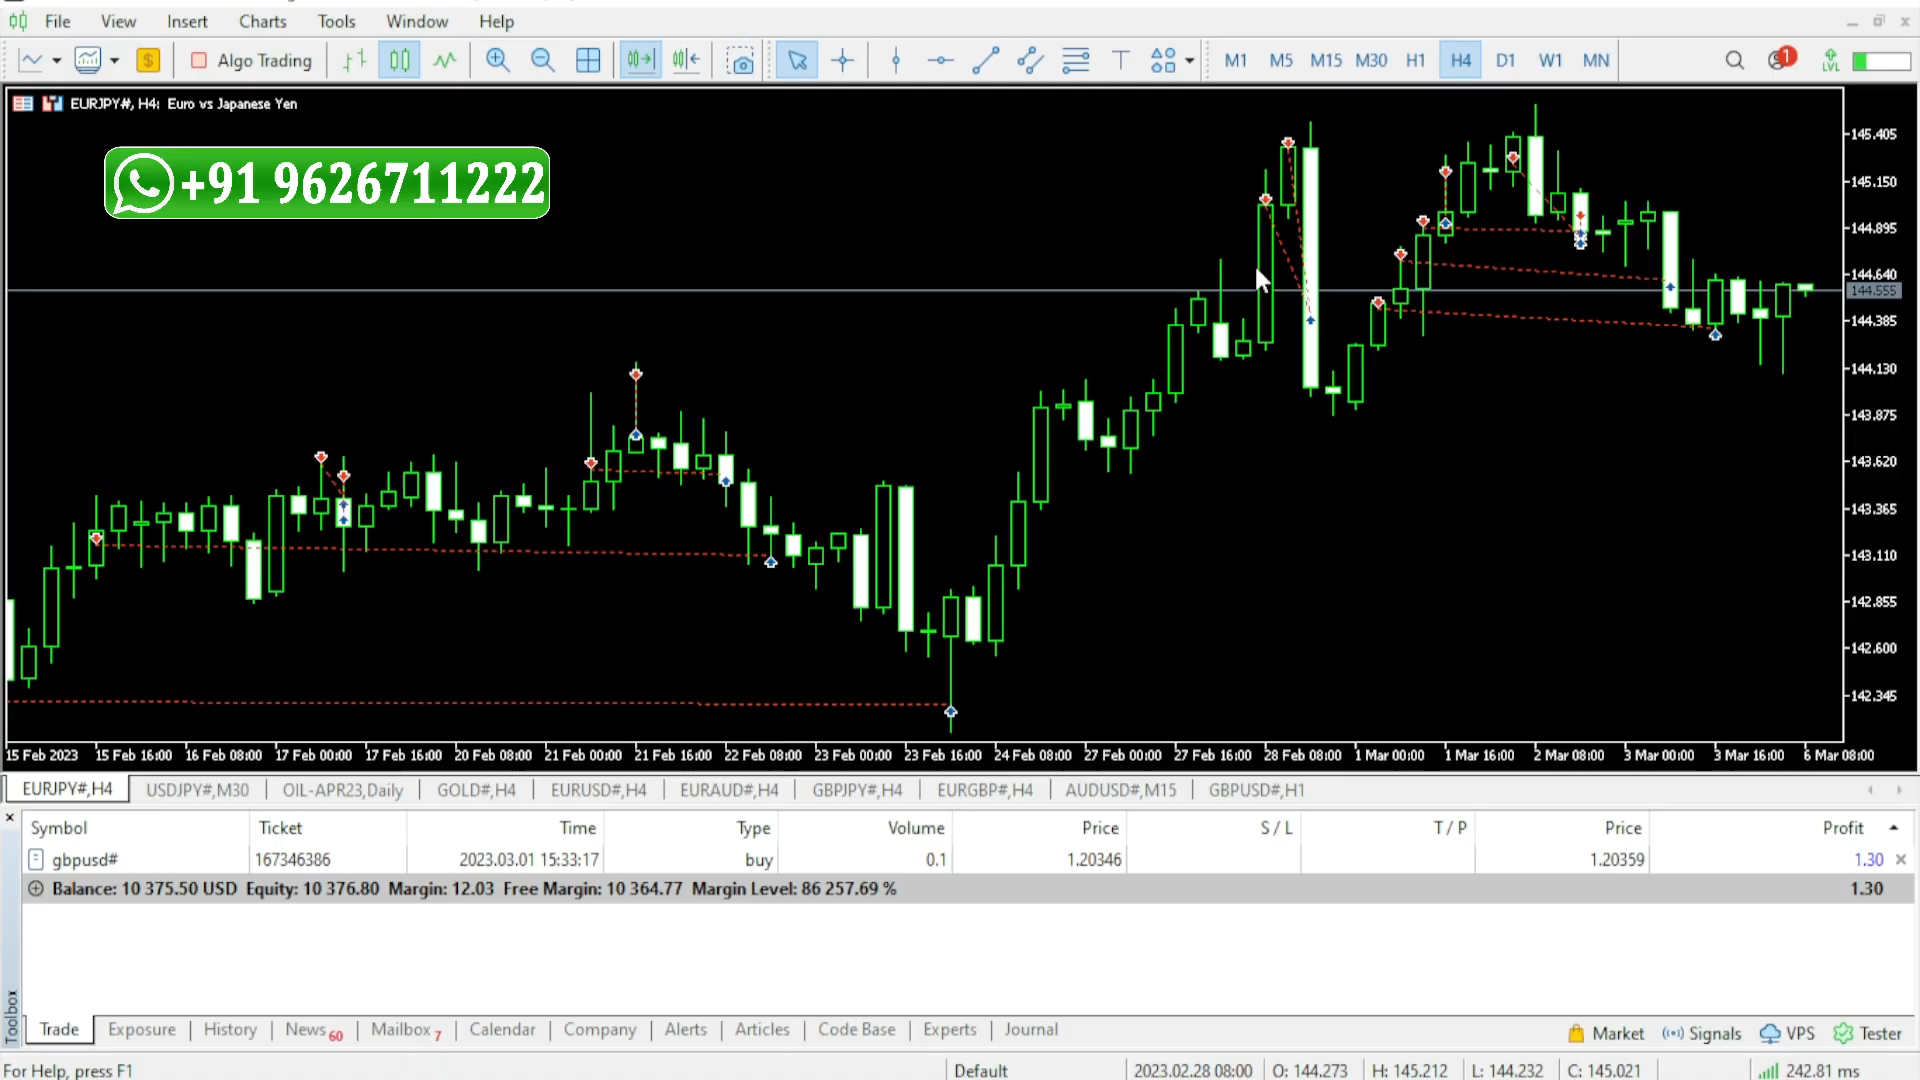 File View Insert Charts Tools Window Help
$ Algo Trading T M1 M5 M15 M30 H1 H4 D1 W1 MN 1 LVL
EURJPY#, H4: Euro vs Japanese Yen
+91 9626711222
145.405
145.150
144.895
144.640
144.555
144.385
144.130
143.875
143.620
143.365
143.110
142.855
142.600
142.345
15 Feb 2023 15 Feb 16:00 16 Feb 08:00 17 Feb 00:00 17 Feb 16:00 20 Feb 08:00 21 Feb 00:00 21 Feb 16:00 22 Feb 08:00 23 Feb 00:00 23 Feb 16:00 24 Feb 08:00 27 Feb 00:00 27 Feb 16:00 28 Feb 08:00 1 Mar 00:00 1 Mar 16:00 2 Mar 08:00 3 Mar 00:00 3 Mar 16:00 6 Mar 08:00
EURJPY#,H4 USDJPY#,M30 OIL-APR23,Daily GOLD#,H4 EURUSD#,H4 EURAUD#,H4 GBPJPY#,H4 EURGBP#,H4 AUDUSD#,M15 GBPUSD#,H1
Symbol Ticket Time Type Volume Price S / L T / P Price Profit
gbpusd# 167346386 2023.03.01 15:33:17 buy 0.1 1.20346 1.20359 1.30
Balance: 10 375.50 USD Equity: 10 376.80 Margin: 12.03 Free Margin: 10 364.77 Margin Level: 86 257.69 % 1.30
Toolbox
Trade Exposure History News 60 Mailbox 7 Calendar Company Alerts Articles Code Base Experts Journal Market Signals VPS Tester
For Help, press F1 Default 2023.02.28 08:00 O: 144.273 H: 145.212 L: 144.232 C: 145.021 242.81 ms